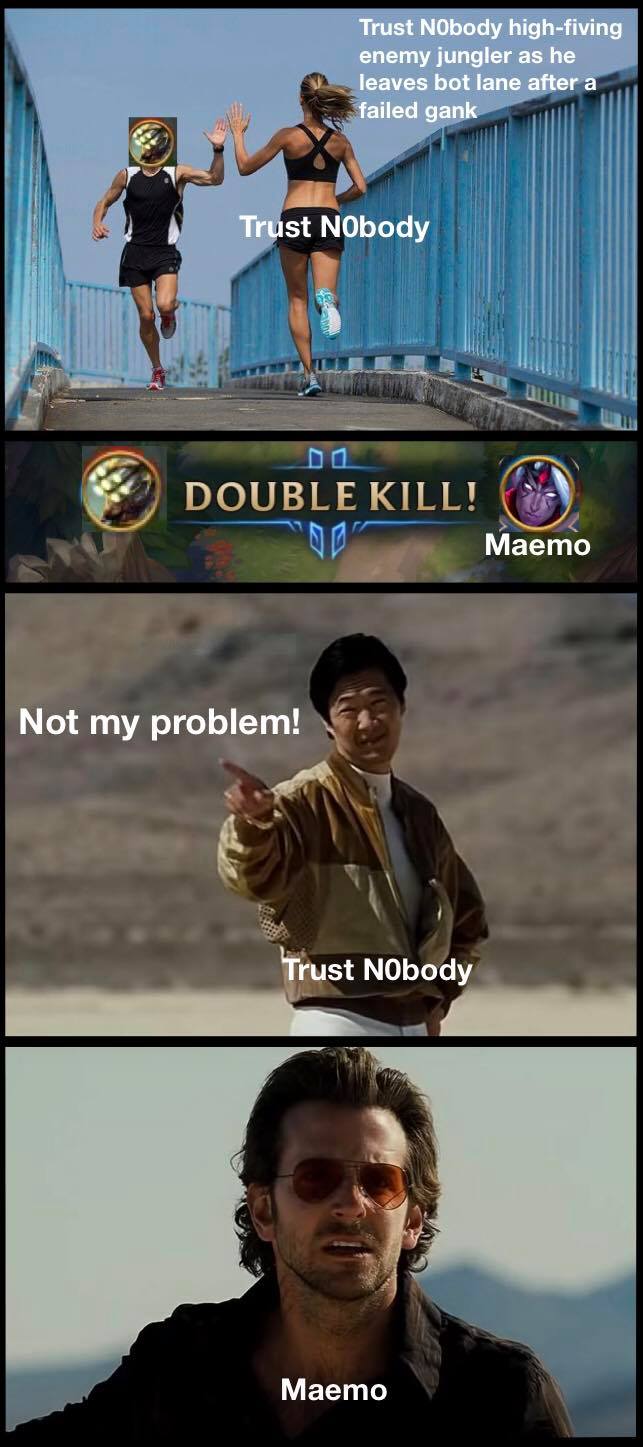 Trust N0body high-fiving
enemy jungler as he
leaves bot lane after a
failed gank
Trust N0body
DOUBLE KILL!
Maemo
Not my problem!
Trust N0body
Maemo